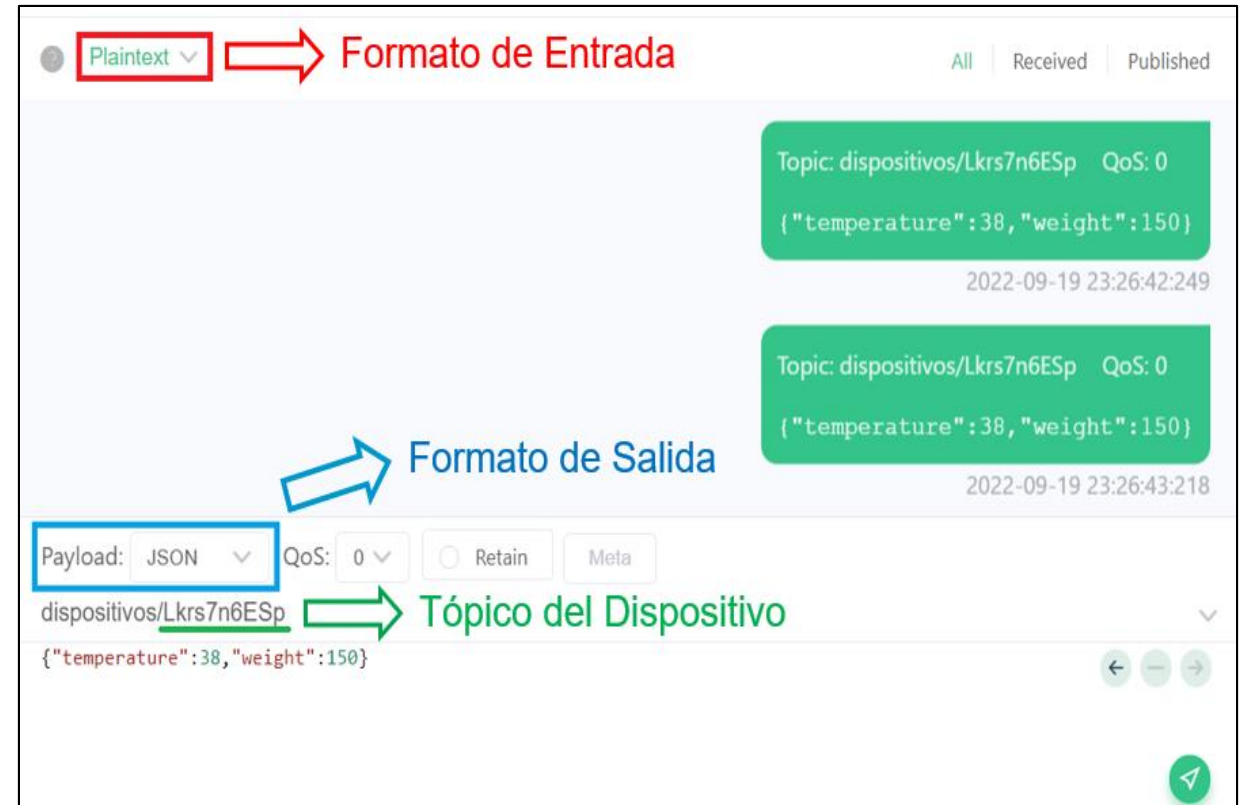 Plaintext
Formato de Entrada
All Received Published
Topic: dispositivos/Lkrs7n6ESp QoS: 0
{"temperature":38,"weight":150}
2022-09-19 23:26:42:249
Topic: dispositivos/Lkrs7n6ESp QoS: 0
{"temperature":38,"weight":150}
Formato de Salida
2022-09-19 23:26:43:218
Payload: JSON QoS: 0 Retain Meta
dispositivos/Lkrs7n6ESp Tópico del Dispositivo
{"temperature":38,"weight":150}